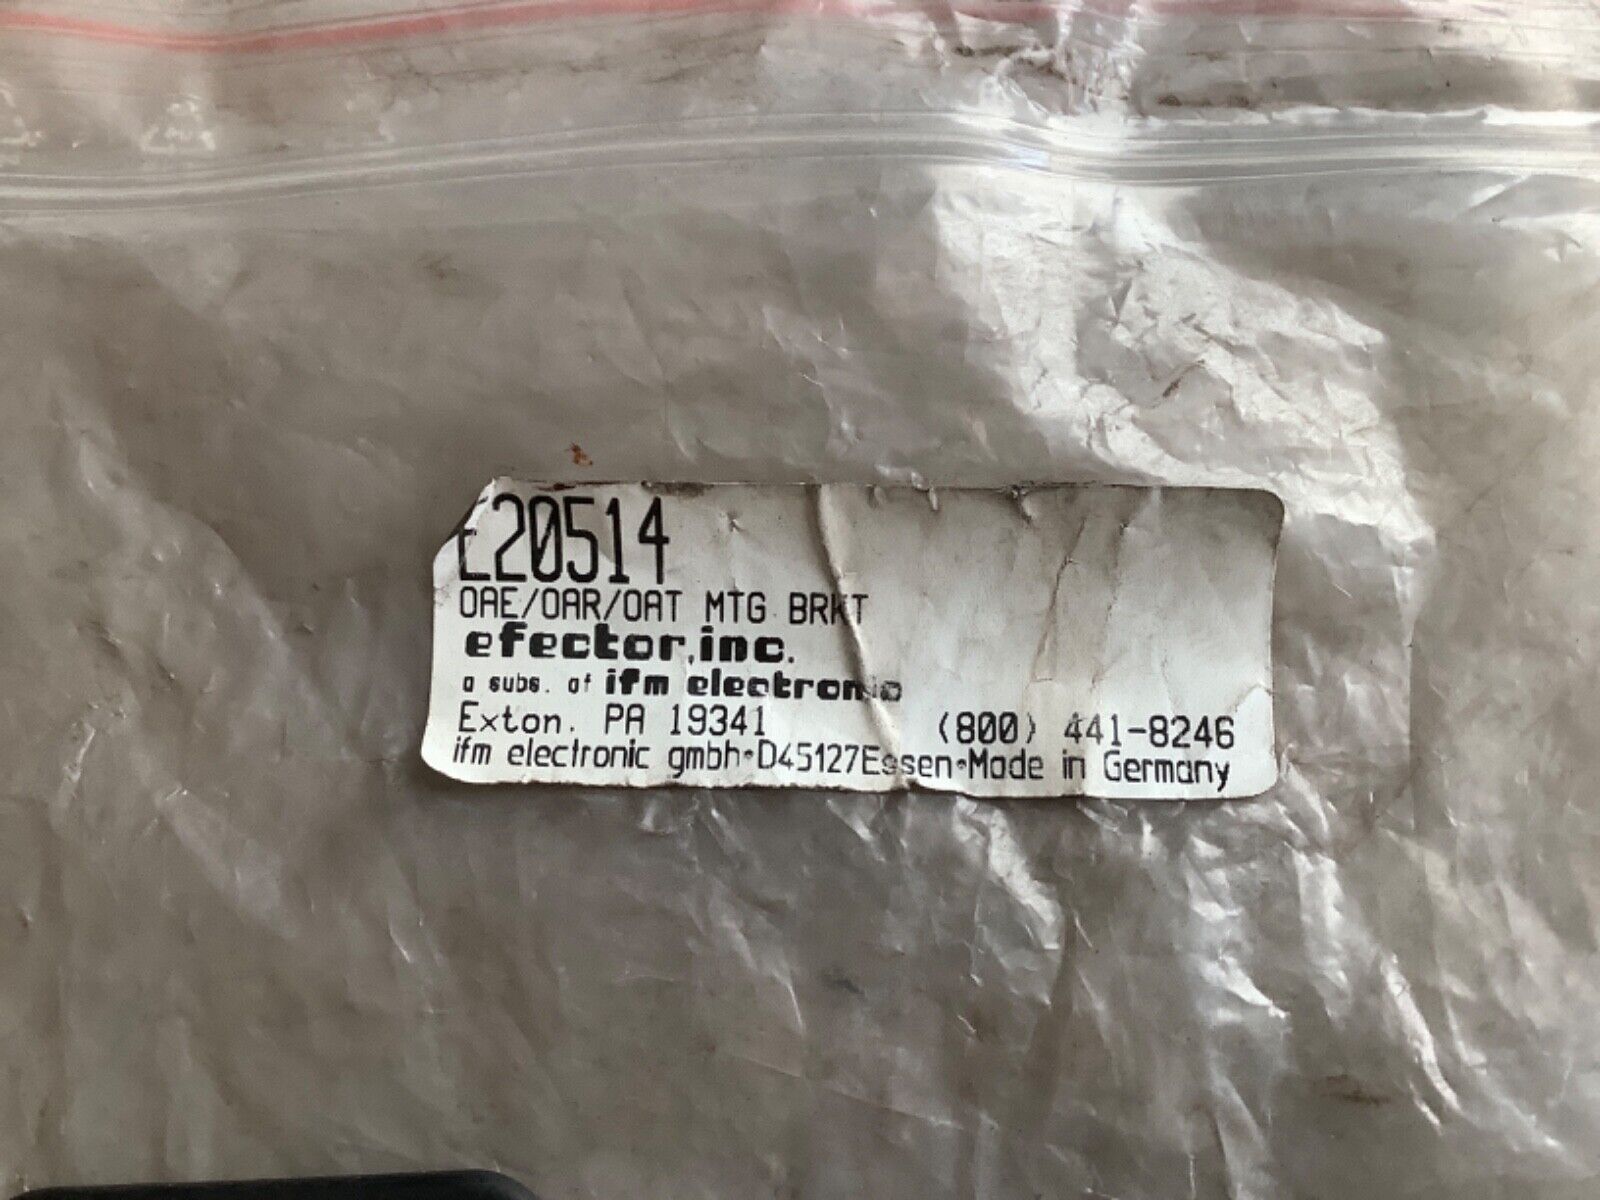 E20514
OAE/OAR/OAT MTG BRKT
efector, inc.
a subs. of ifm electronic
Exton. PA 19341 (800) 441-8246
ifm electronic gmbh•D45127Essen•Made in Germany